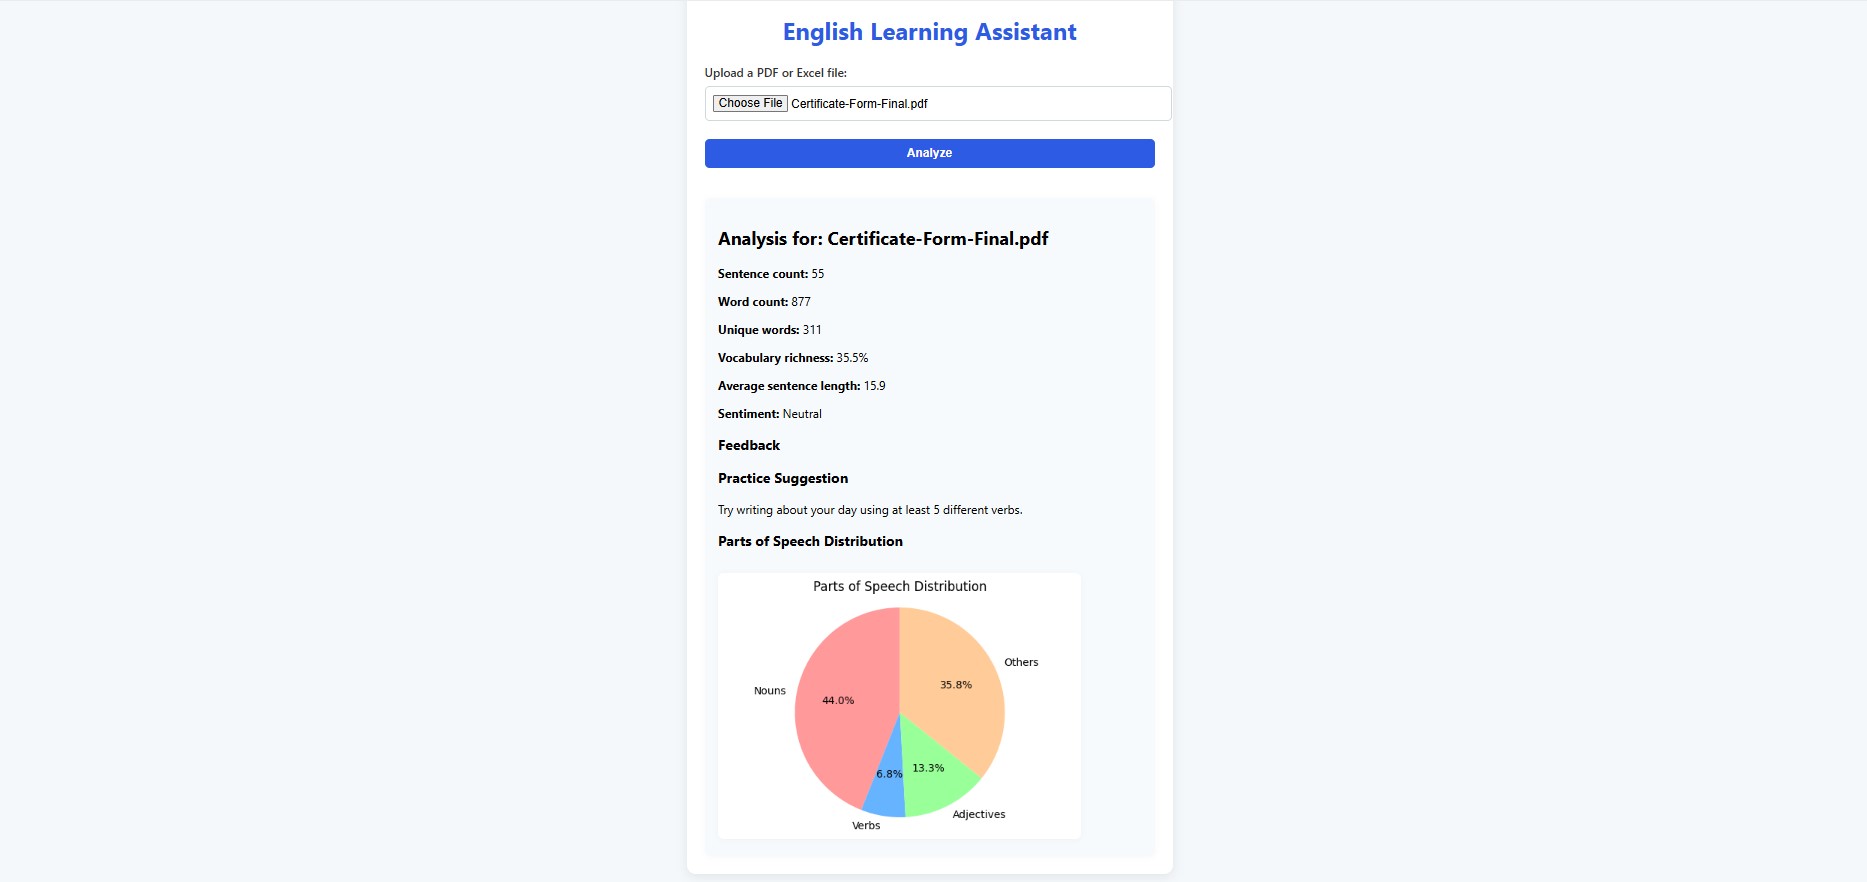 English Learning Assistant
Upload a PDF or Excel file:
Choose File Certificate-Form-Final.pdf
Analyze
Analysis for: Certificate-Form-Final.pdf
Sentence count: 55
Word count: 877
Unique words: 311
Vocabulary richness: 35.5%
Average sentence length: 15.9
Sentiment: Neutral
Feedback
Practice Suggestion
Try writing about your day using at least 5 different verbs.
Parts of Speech Distribution
Parts of Speech Distribution
Others
35.8%
Nouns
44.0%
13.3%
6.8%
Adjectives
Verbs